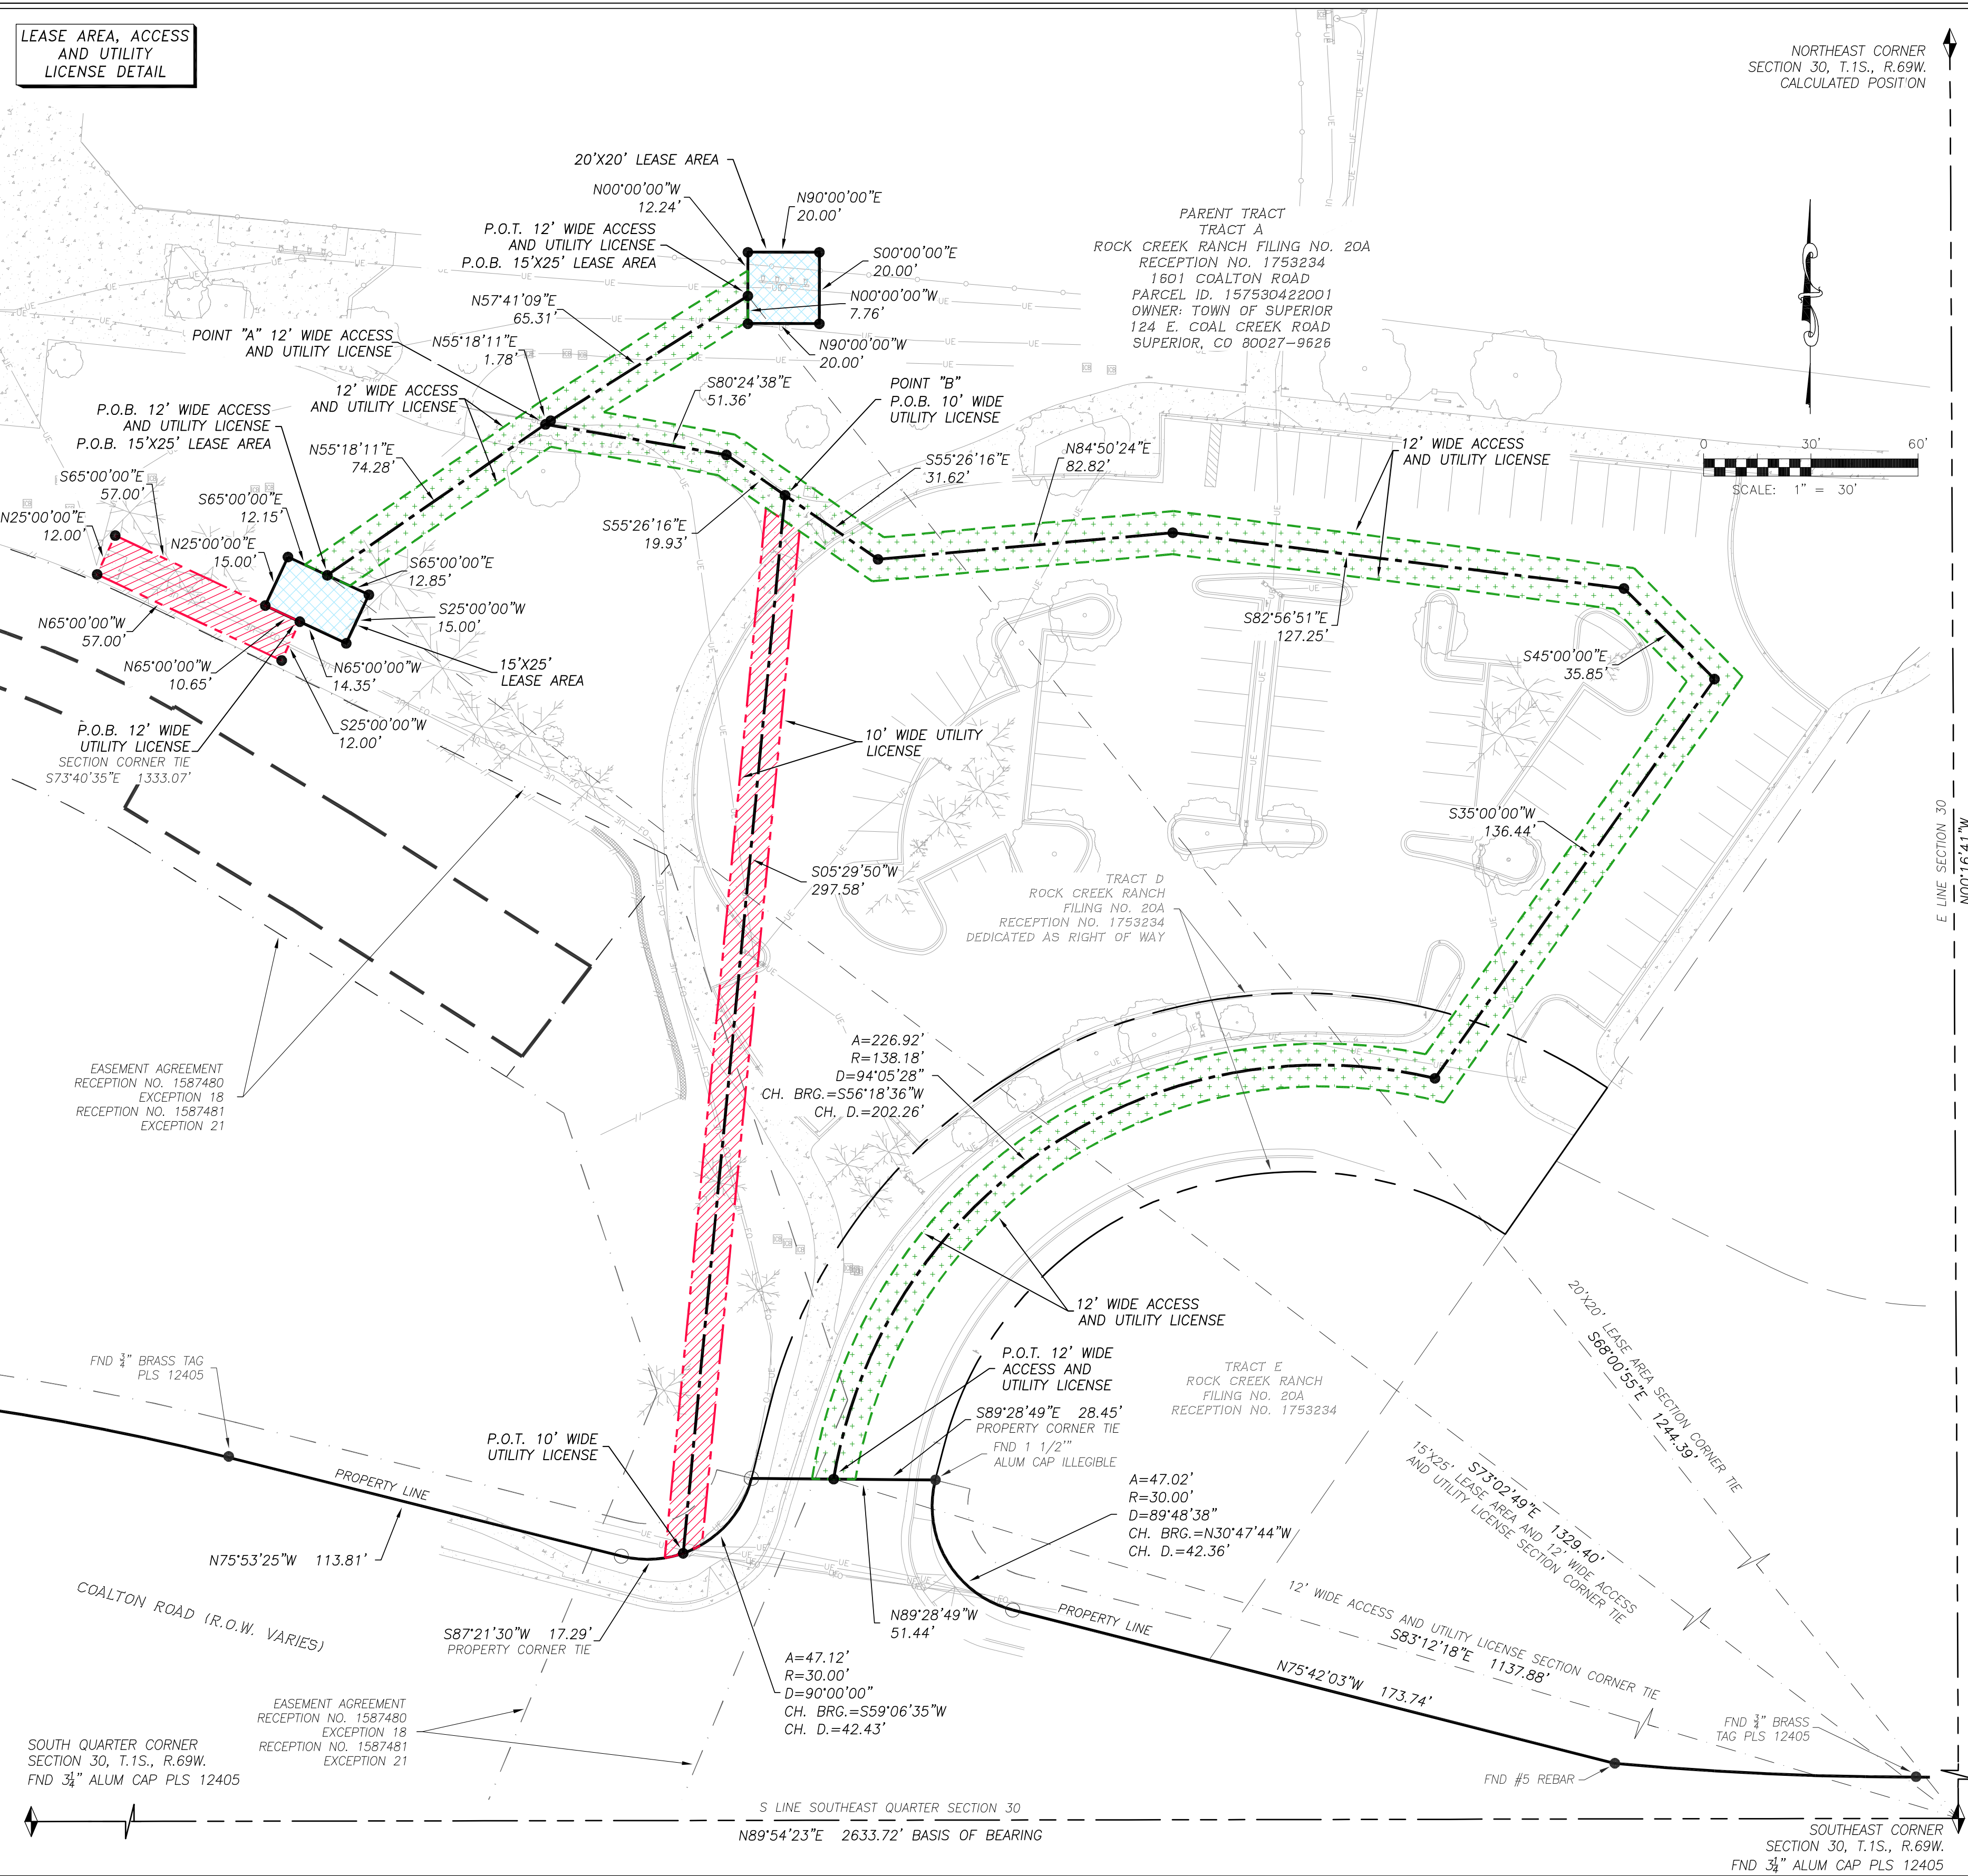 LEASE AREA, ACCESS
AND UTILITY
LICENSE DETAIL
NORTHEAST CORNER
SECTION 30, T.1S., R.69W.
CALCULATED POSITION
20'X20' LEASE AREA
N00°00'00"W
12.24'
N90°00'00"E
20.00'
P.O.T. 12' WIDE ACCESS
AND UTILITY LICENSE
P.O.B. 15'X25' LEASE AREA
S00°00'00"E
20.00'
N00°00'00"W
7.76'
N90°00'00"W
20.00'
PARENT TRACT
TRACT A
ROCK CREEK RANCH FILING NO. 20A
RECEPTION NO. 1753234
1601 COALTON ROAD
PARCEL ID. 157530422001
OWNER: TOWN OF SUPERIOR
124 E. COAL CREEK ROAD
SUPERIOR, CO 80027-9626
N57°41'09"E
65.31'
POINT "A" 12' WIDE ACCESS
AND UTILITY LICENSE
N55°18'11"E
1.78'
12' WIDE ACCESS
AND UTILITY LICENSE
S80°24'38"E
51.36'
POINT "B"
P.O.B. 10' WIDE
UTILITY LICENSE
P.O.B. 12' WIDE ACCESS
AND UTILITY LICENSE
P.O.B. 15'X25' LEASE AREA
N55°18'11"E
74.28'
S65°00'00"E
57.00'
S65°00'00"E
12.15'
N25°00'00"E
12.00'
N25°00'00"E
15.00'
S65°00'00"E
12.85'
S25°00'00"W
15.00'
N65°00'00"W
57.00'
N65°00'00"W
10.65'
N65°00'00"W
14.35'
15'X25'
LEASE AREA
S25°00'00"W
12.00'
P.O.B. 12' WIDE
UTILITY LICENSE
SECTION CORNER TIE
S73°40'35"E 1333.07'
S55°26'16"E
19.93'
S55°26'16"E
31.62'
N84°50'24"E
82.82'
12' WIDE ACCESS
AND UTILITY LICENSE
0 30' 60'
SCALE: 1" = 30'
S82°56'51"E
127.25'
S45°00'00"E
35.85'
10' WIDE UTILITY
LICENSE
S35°00'00"W
136.44'
S05°29'50"W
297.58'
TRACT D
ROCK CREEK RANCH
FILING NO. 20A
RECEPTION NO. 1753234
DEDICATED AS RIGHT OF WAY
E LINE SECTION 30
N00°16'41"W
EASEMENT AGREEMENT
RECEPTION NO. 1587480
EXCEPTION 18
RECEPTION NO. 1587481
EXCEPTION 21
A=226.92'
R=138.18'
D=94°05'28"
CH. BRG.=S56°18'36"W
CH. D.=202.26'
12' WIDE ACCESS
AND UTILITY LICENSE
P.O.T. 12' WIDE
ACCESS AND
UTILITY LICENSE
S89°28'49"E 28.45'
PROPERTY CORNER TIE
FND 1 1/2'"
ALUM CAP ILLEGIBLE
TRACT E
ROCK CREEK RANCH
FILING NO. 20A
RECEPTION NO. 1753234
20'X20' LEASE AREA SECTION CORNER TIE
S68°00'55"E 1244.39'
S73°02'49"E 1329.40'
15'X25' LEASE AREA AND 12' WIDE ACCESS
AND UTILITY LICENSE SECTION CORNER TIE
12' WIDE ACCESS AND UTILITY LICENSE SECTION CORNER TIE
S83°12'18"E 1137.88'
FND 3/4" BRASS TAG
PLS 12405
P.O.T. 10' WIDE
UTILITY LICENSE
PROPERTY LINE
N75°53'25"W 113.81'
COALTON ROAD (R.O.W. VARIES)
S87°21'30"W 17.29'
PROPERTY CORNER TIE
A=47.02'
R=30.00'
D=89°48'38"
CH. BRG.=N30°47'44"W
CH. D.=42.36'
N89°28'49"W
51.44'
PROPERTY LINE
N75°42'03"W 173.74'
A=47.12'
R=30.00'
D=90°00'00"
CH. BRG.=S59°06'35"W
CH. D.=42.43'
EASEMENT AGREEMENT
RECEPTION NO. 1587480
EXCEPTION 18
RECEPTION NO. 1587481
EXCEPTION 21
FND 3/4" BRASS
TAG PLS 12405
FND #5 REBAR
SOUTH QUARTER CORNER
SECTION 30, T.1S., R.69W.
FND 3 1/4" ALUM CAP PLS 12405
S LINE SOUTHEAST QUARTER SECTION 30
N89°54'23"E 2633.72' BASIS OF BEARING
SOUTHEAST CORNER
SECTION 30, T.1S., R.69W.
FND 3 1/4" ALUM CAP PLS 12405